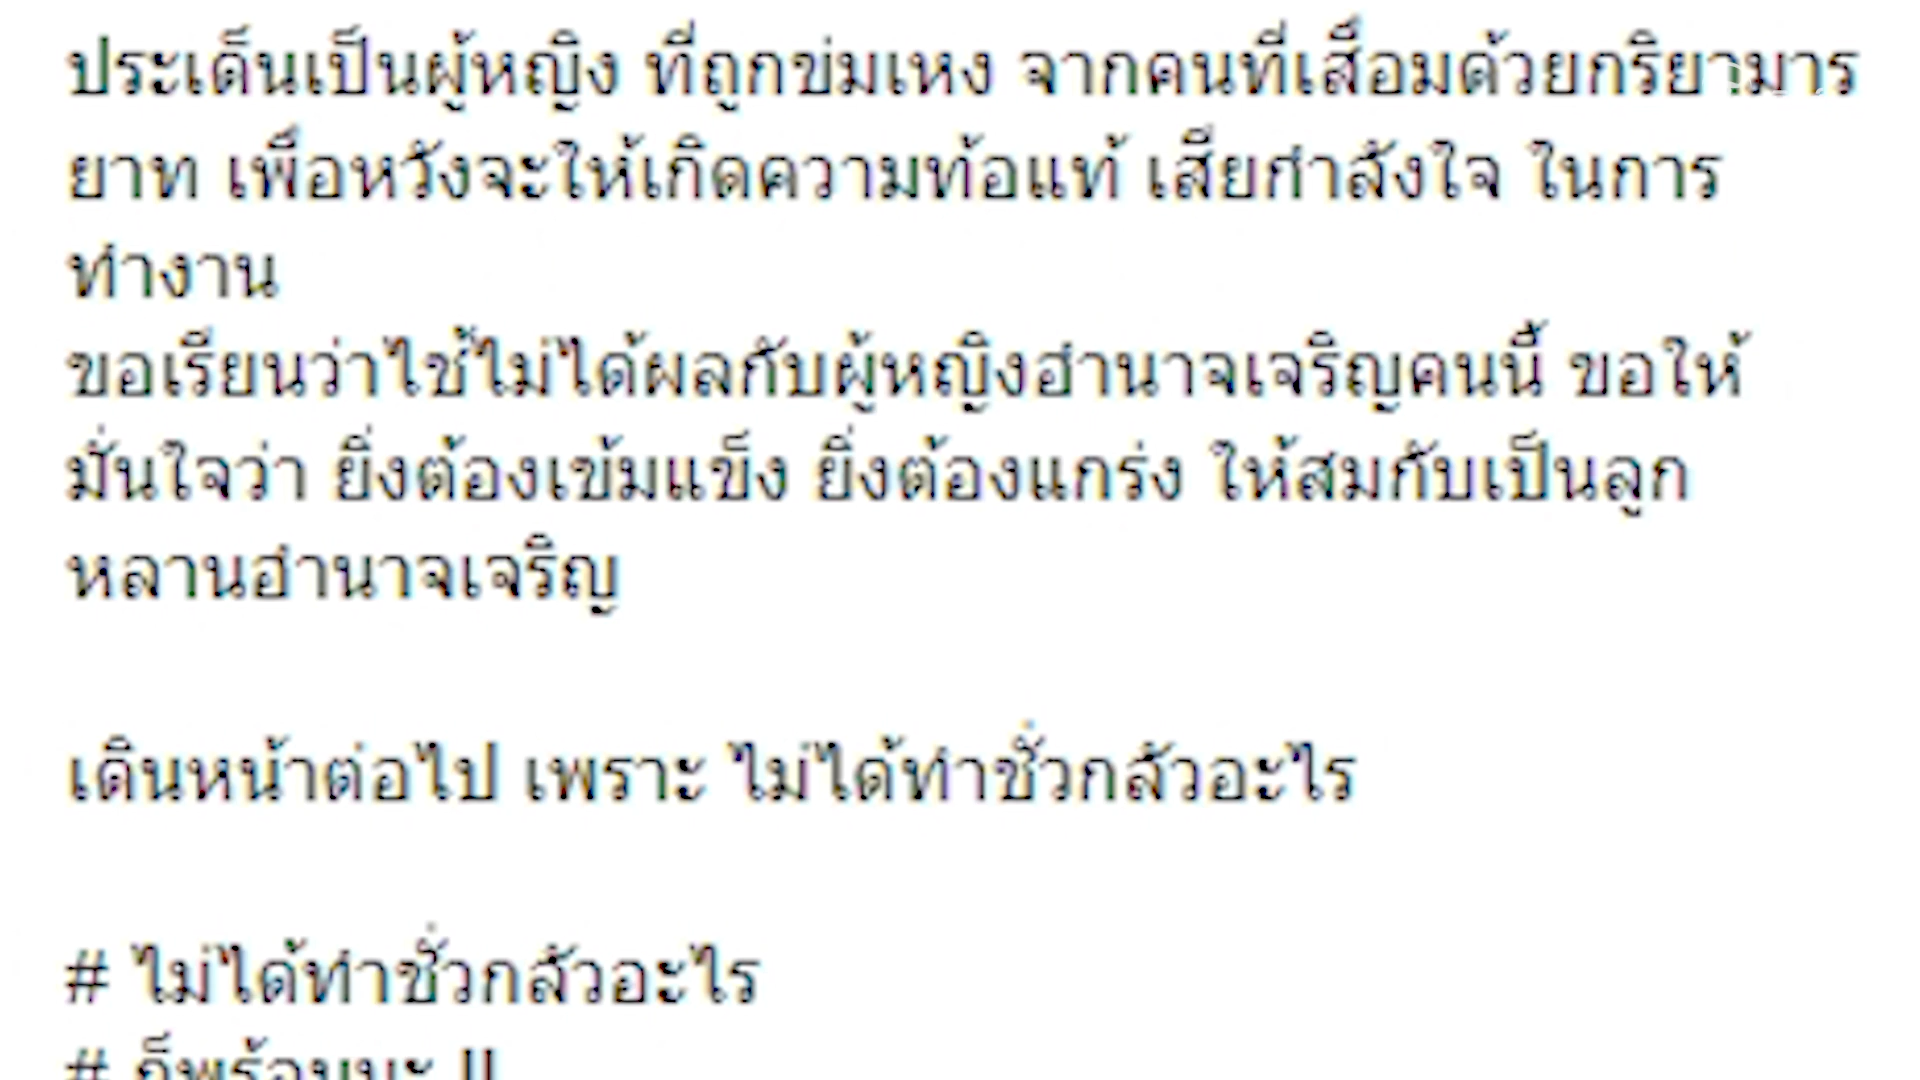 ประเด็นเป็นผู้หญิง ที่ถูกข่มเหง จากคนที่เสื่อมด้วยกริยามาร
ยาท เพื่อหวังจะให้เกิดความท้อแท้ เสียกำลังใจ ในการ
ทำงาน
ขอเรียนว่าไช้ไม่ได้ผลกับผู้หญิงอำนาจเจริญคนนี้ ขอให้
มั่นใจว่า ยิ่งต้องเข้มแข็ง ยิ่งต้องแกร่ง ให้สมกับเป็นลูก
หลานอำนาจเจริญ
เดินหน้าต่อไป เพราะ ไม่ได้ทำชั่วกลัวอะไร
# ไม่ได้ทำชั่วกลัวอะไร
# ก็พร้อมนะ !!